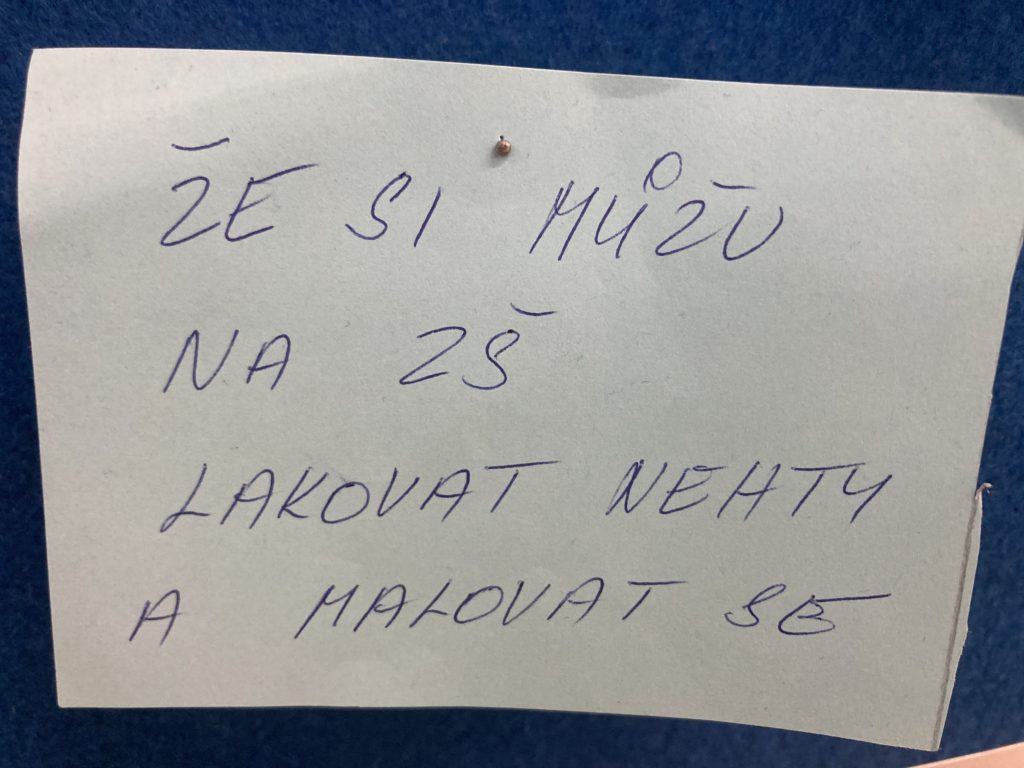 ŽE SI MŮŽU
NA ZŠ
LAKOVAT NEHTY
A MALOVAT SE